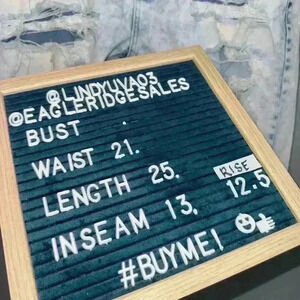 @LINDYUVA03
@EAGLERIDGESALES
BUST .
WAIST 21.
LENGTH 25.
RISE
INSEAM 13, 12.5
#BUYME!